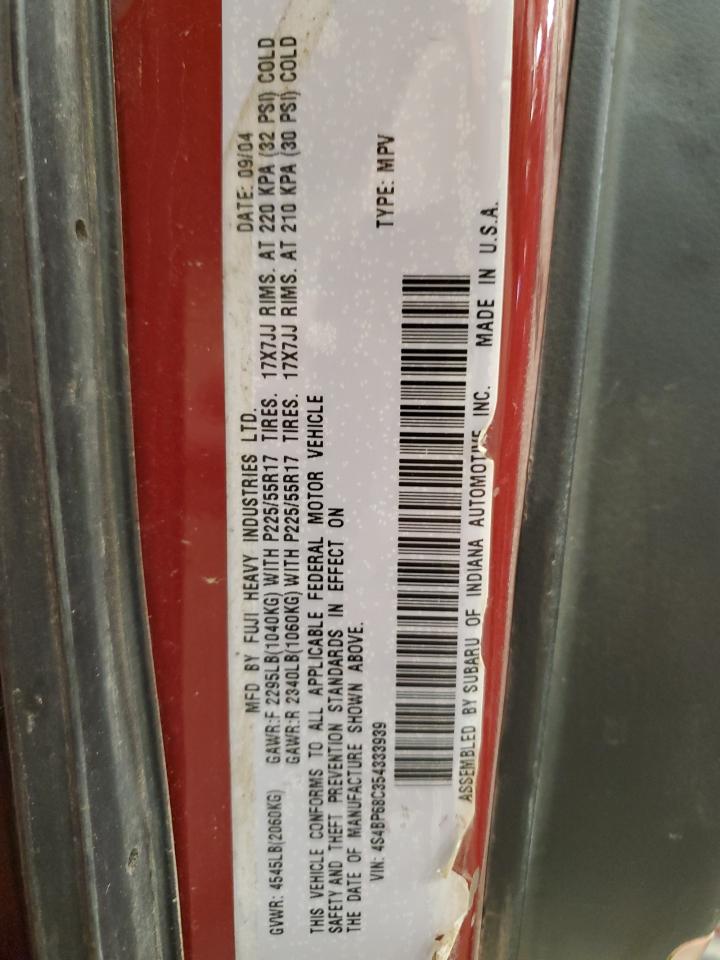 MFD BY FUJI HEAVY INDUSTRIES LTD. DATE: 09/04
GVWR: 4545LB(2060KG) GAWR:F 2295LB(1040KG) WITH P225/55R17 TIRES. 17X7JJ RIMS. AT 220 KPA (32 PSI) COLD
GAWR:R 2340LB(1060KG) WITH P225/55R17 TIRES. 17X7JJ RIMS. AT 210 KPA (30 PSI) COLD
THIS VEHICLE CONFORMS TO ALL APPLICABLE FEDERAL MOTOR VEHICLE
SAFETY AND THEFT PREVENTION STANDARDS IN EFFECT ON
THE DATE OF MANUFACTURE SHOWN ABOVE.
VIN: 4S4BP68C354333939 TYPE: MPV
ASSEMBLED BY SUBARU OF INDIANA AUTOMOTIVE INC. MADE IN U.S.A.